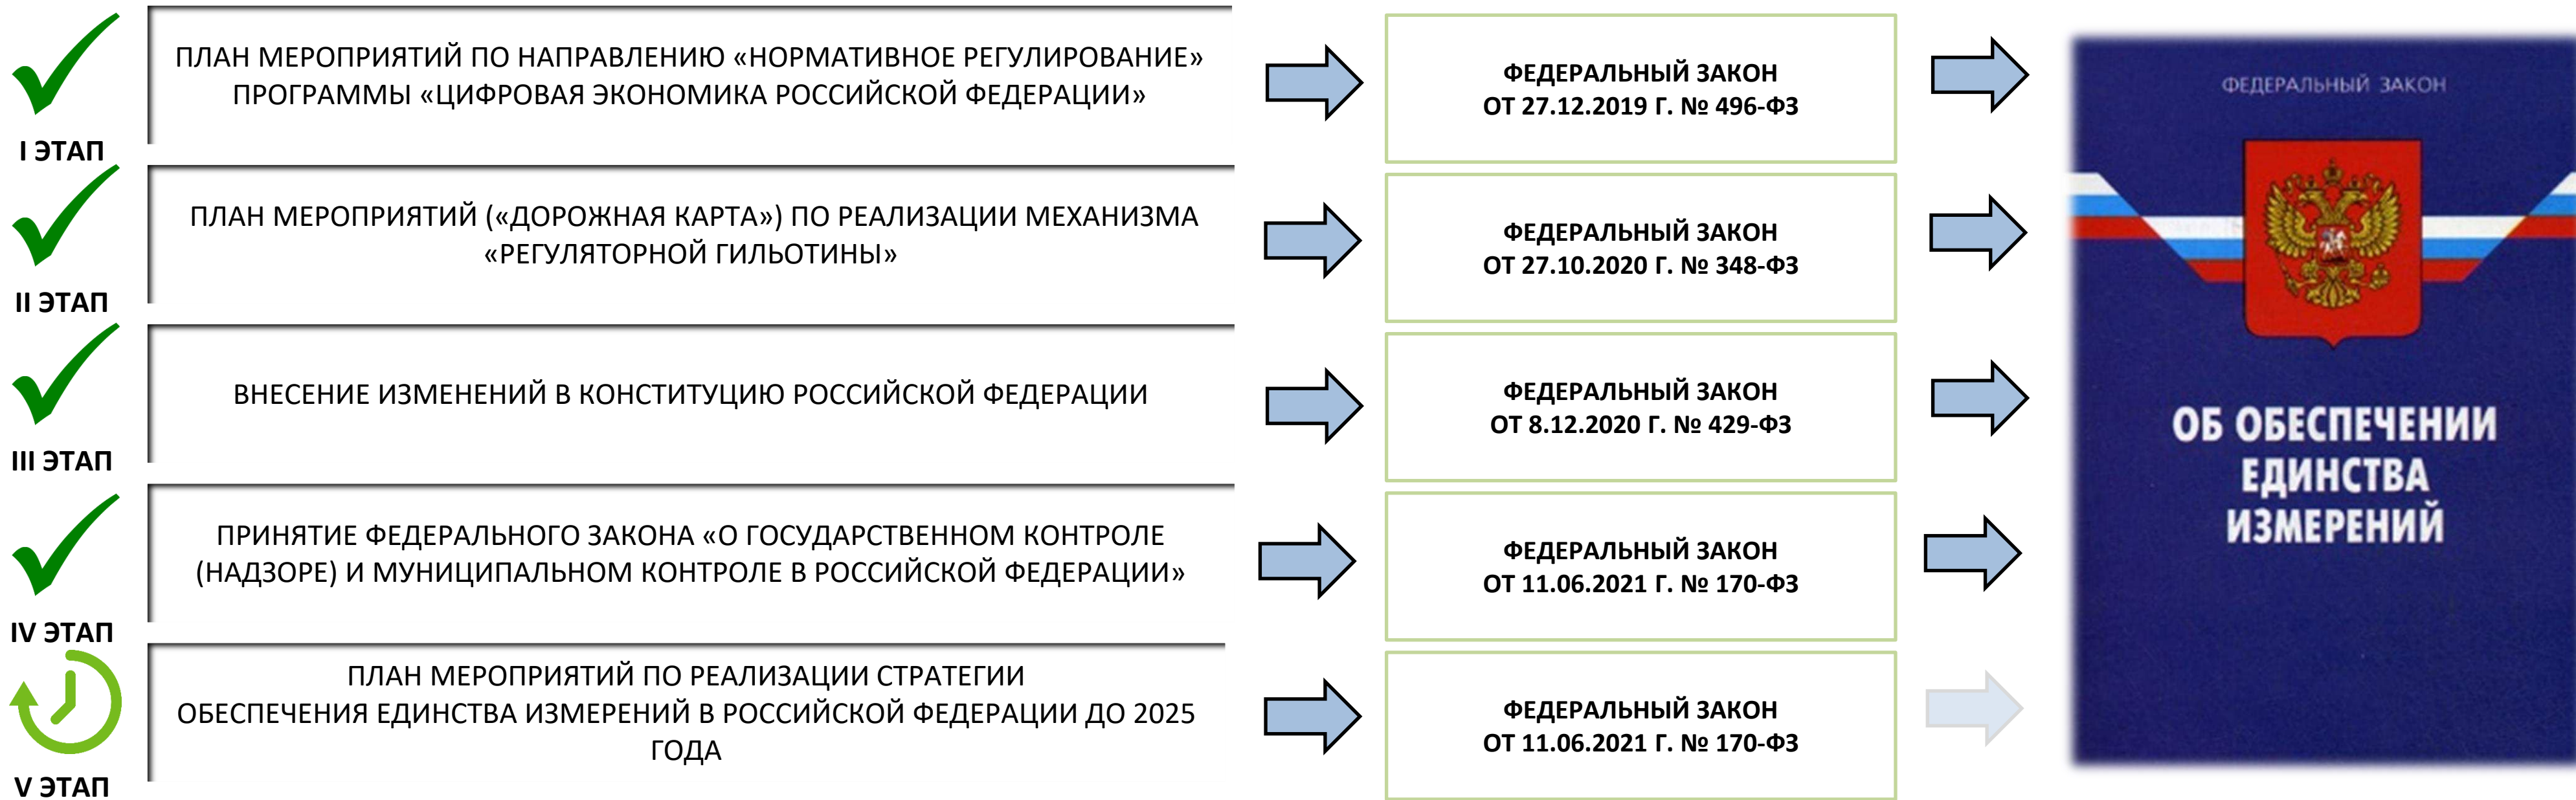 ПЛАН МЕРОПРИЯТИЙ ПО НАПРАВЛЕНИЮ «НОРМАТИВНОЕ РЕГУЛИРОВАНИЕ»
ПРОГРАММЫ «ЦИФРОВАЯ ЭКОНОМИКА РОССИЙСКОЙ ФЕДЕРАЦИИ»
I ЭТАП
ФЕДЕРАЛЬНЫЙ ЗАКОН
ОТ 27.12.2019 Г. № 496-ФЗ
ПЛАН МЕРОПРИЯТИЙ («ДОРОЖНАЯ КАРТА») ПО РЕАЛИЗАЦИИ МЕХАНИЗМА
«РЕГУЛЯТОРНОЙ ГИЛЬОТИНЫ»
II ЭТАП
ФЕДЕРАЛЬНЫЙ ЗАКОН
ОТ 27.10.2020 Г. № 348-ФЗ
ВНЕСЕНИЕ ИЗМЕНЕНИЙ В КОНСТИТУЦИЮ РОССИЙСКОЙ ФЕДЕРАЦИИ
III ЭТАП
ФЕДЕРАЛЬНЫЙ ЗАКОН
ОТ 8.12.2020 Г. № 429-ФЗ
ПРИНЯТИЕ ФЕДЕРАЛЬНОГО ЗАКОНА «О ГОСУДАРСТВЕННОМ КОНТРОЛЕ
(НАДЗОРЕ) И МУНИЦИПАЛЬНОМ КОНТРОЛЕ В РОССИЙСКОЙ ФЕДЕРАЦИИ»
IV ЭТАП
ФЕДЕРАЛЬНЫЙ ЗАКОН
ОТ 11.06.2021 Г. № 170-ФЗ
ПЛАН МЕРОПРИЯТИЙ ПО РЕАЛИЗАЦИИ СТРАТЕГИИ
ОБЕСПЕЧЕНИЯ ЕДИНСТВА ИЗМЕРЕНИЙ В РОССИЙСКОЙ ФЕДЕРАЦИИ ДО 2025
ГОДА
V ЭТАП
ФЕДЕРАЛЬНЫЙ ЗАКОН
ОТ 11.06.2021 Г. № 170-ФЗ
ФЕДЕРАЛЬНЫЙ ЗАКОН
ОБ ОБЕСПЕЧЕНИИ
ЕДИНСТВА
ИЗМЕРЕНИЙ